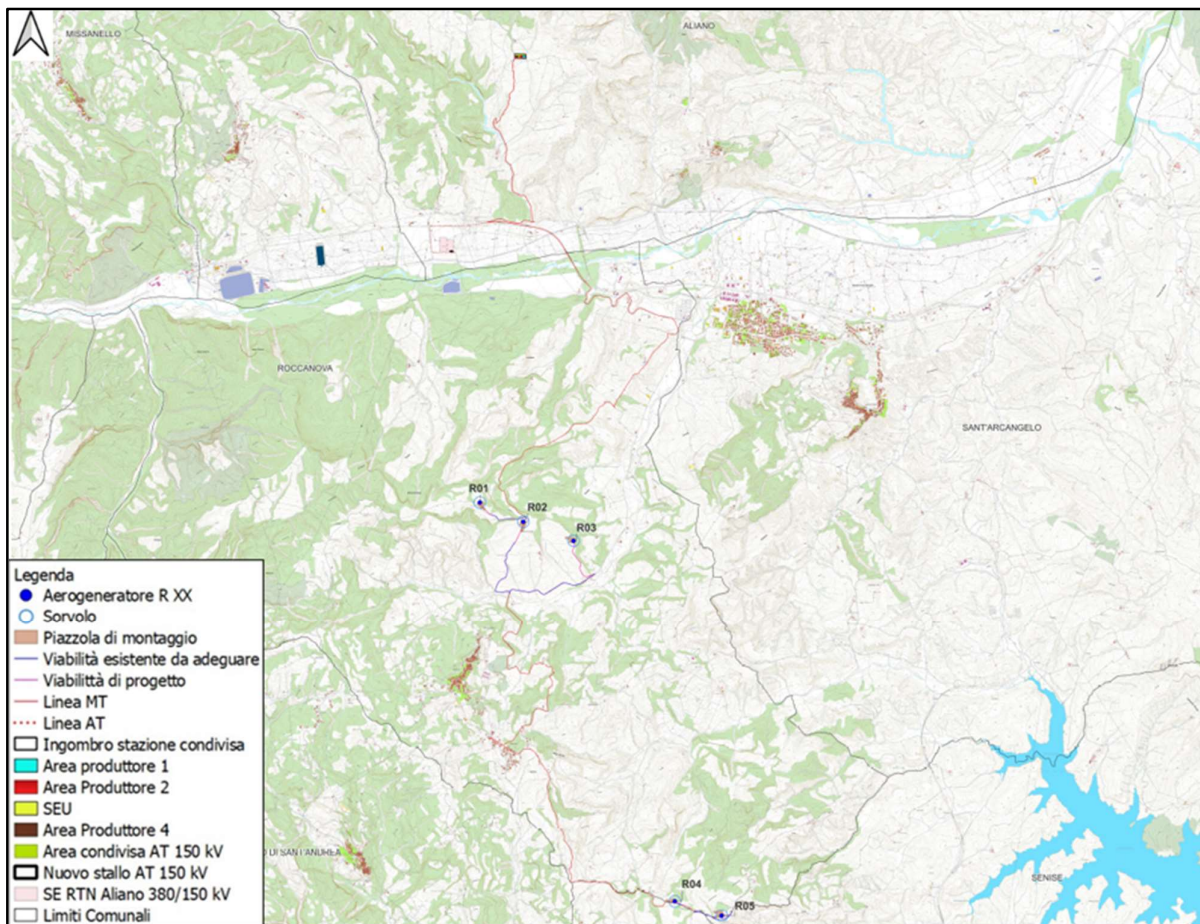 MISSANELLO
ALIANO
ROCCANOVA
SANT'ARCANGELO
R01
R02
R03
Legenda
Aerogeneratore R XX
Sorvolo
Piazzola di montaggio
Viabilità esistente da adeguare
Viabilittà di progetto
Linea MT
Linea AT
Ingombro stazione condivisa
Area produttore 1
Area Produttore 2
SEU
Area Produttore 4
Area condivisa AT 150 kV
Nuovo stallo AT 150 kV
SE RTN Aliano 380/150 kV
Limiti Comunali
O DI SANT'ANDREA
R04
R05
SENISE